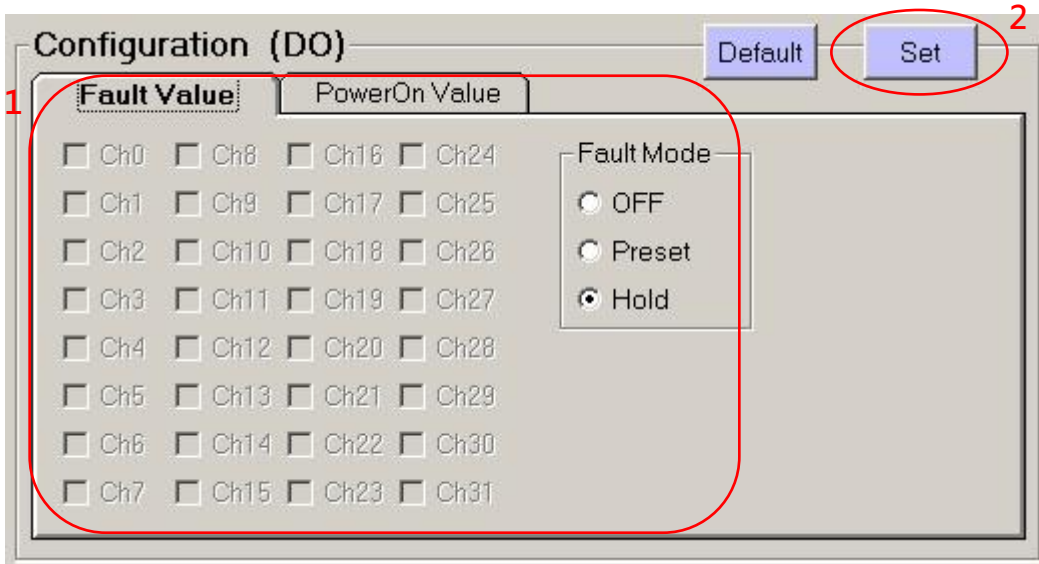 2
Configuration (DO) Default Set
1
Fault Value PowerOn Value
Ch0 Ch8 Ch16 Ch24 Fault Mode
Ch1 Ch9 Ch17 Ch25 OFF
Ch2 Ch10 Ch18 Ch26 Preset
Ch3 Ch11 Ch19 Ch27 Hold
Ch4 Ch12 Ch20 Ch28
Ch5 Ch13 Ch21 Ch29
Ch6 Ch14 Ch22 Ch30
Ch7 Ch15 Ch23 Ch31